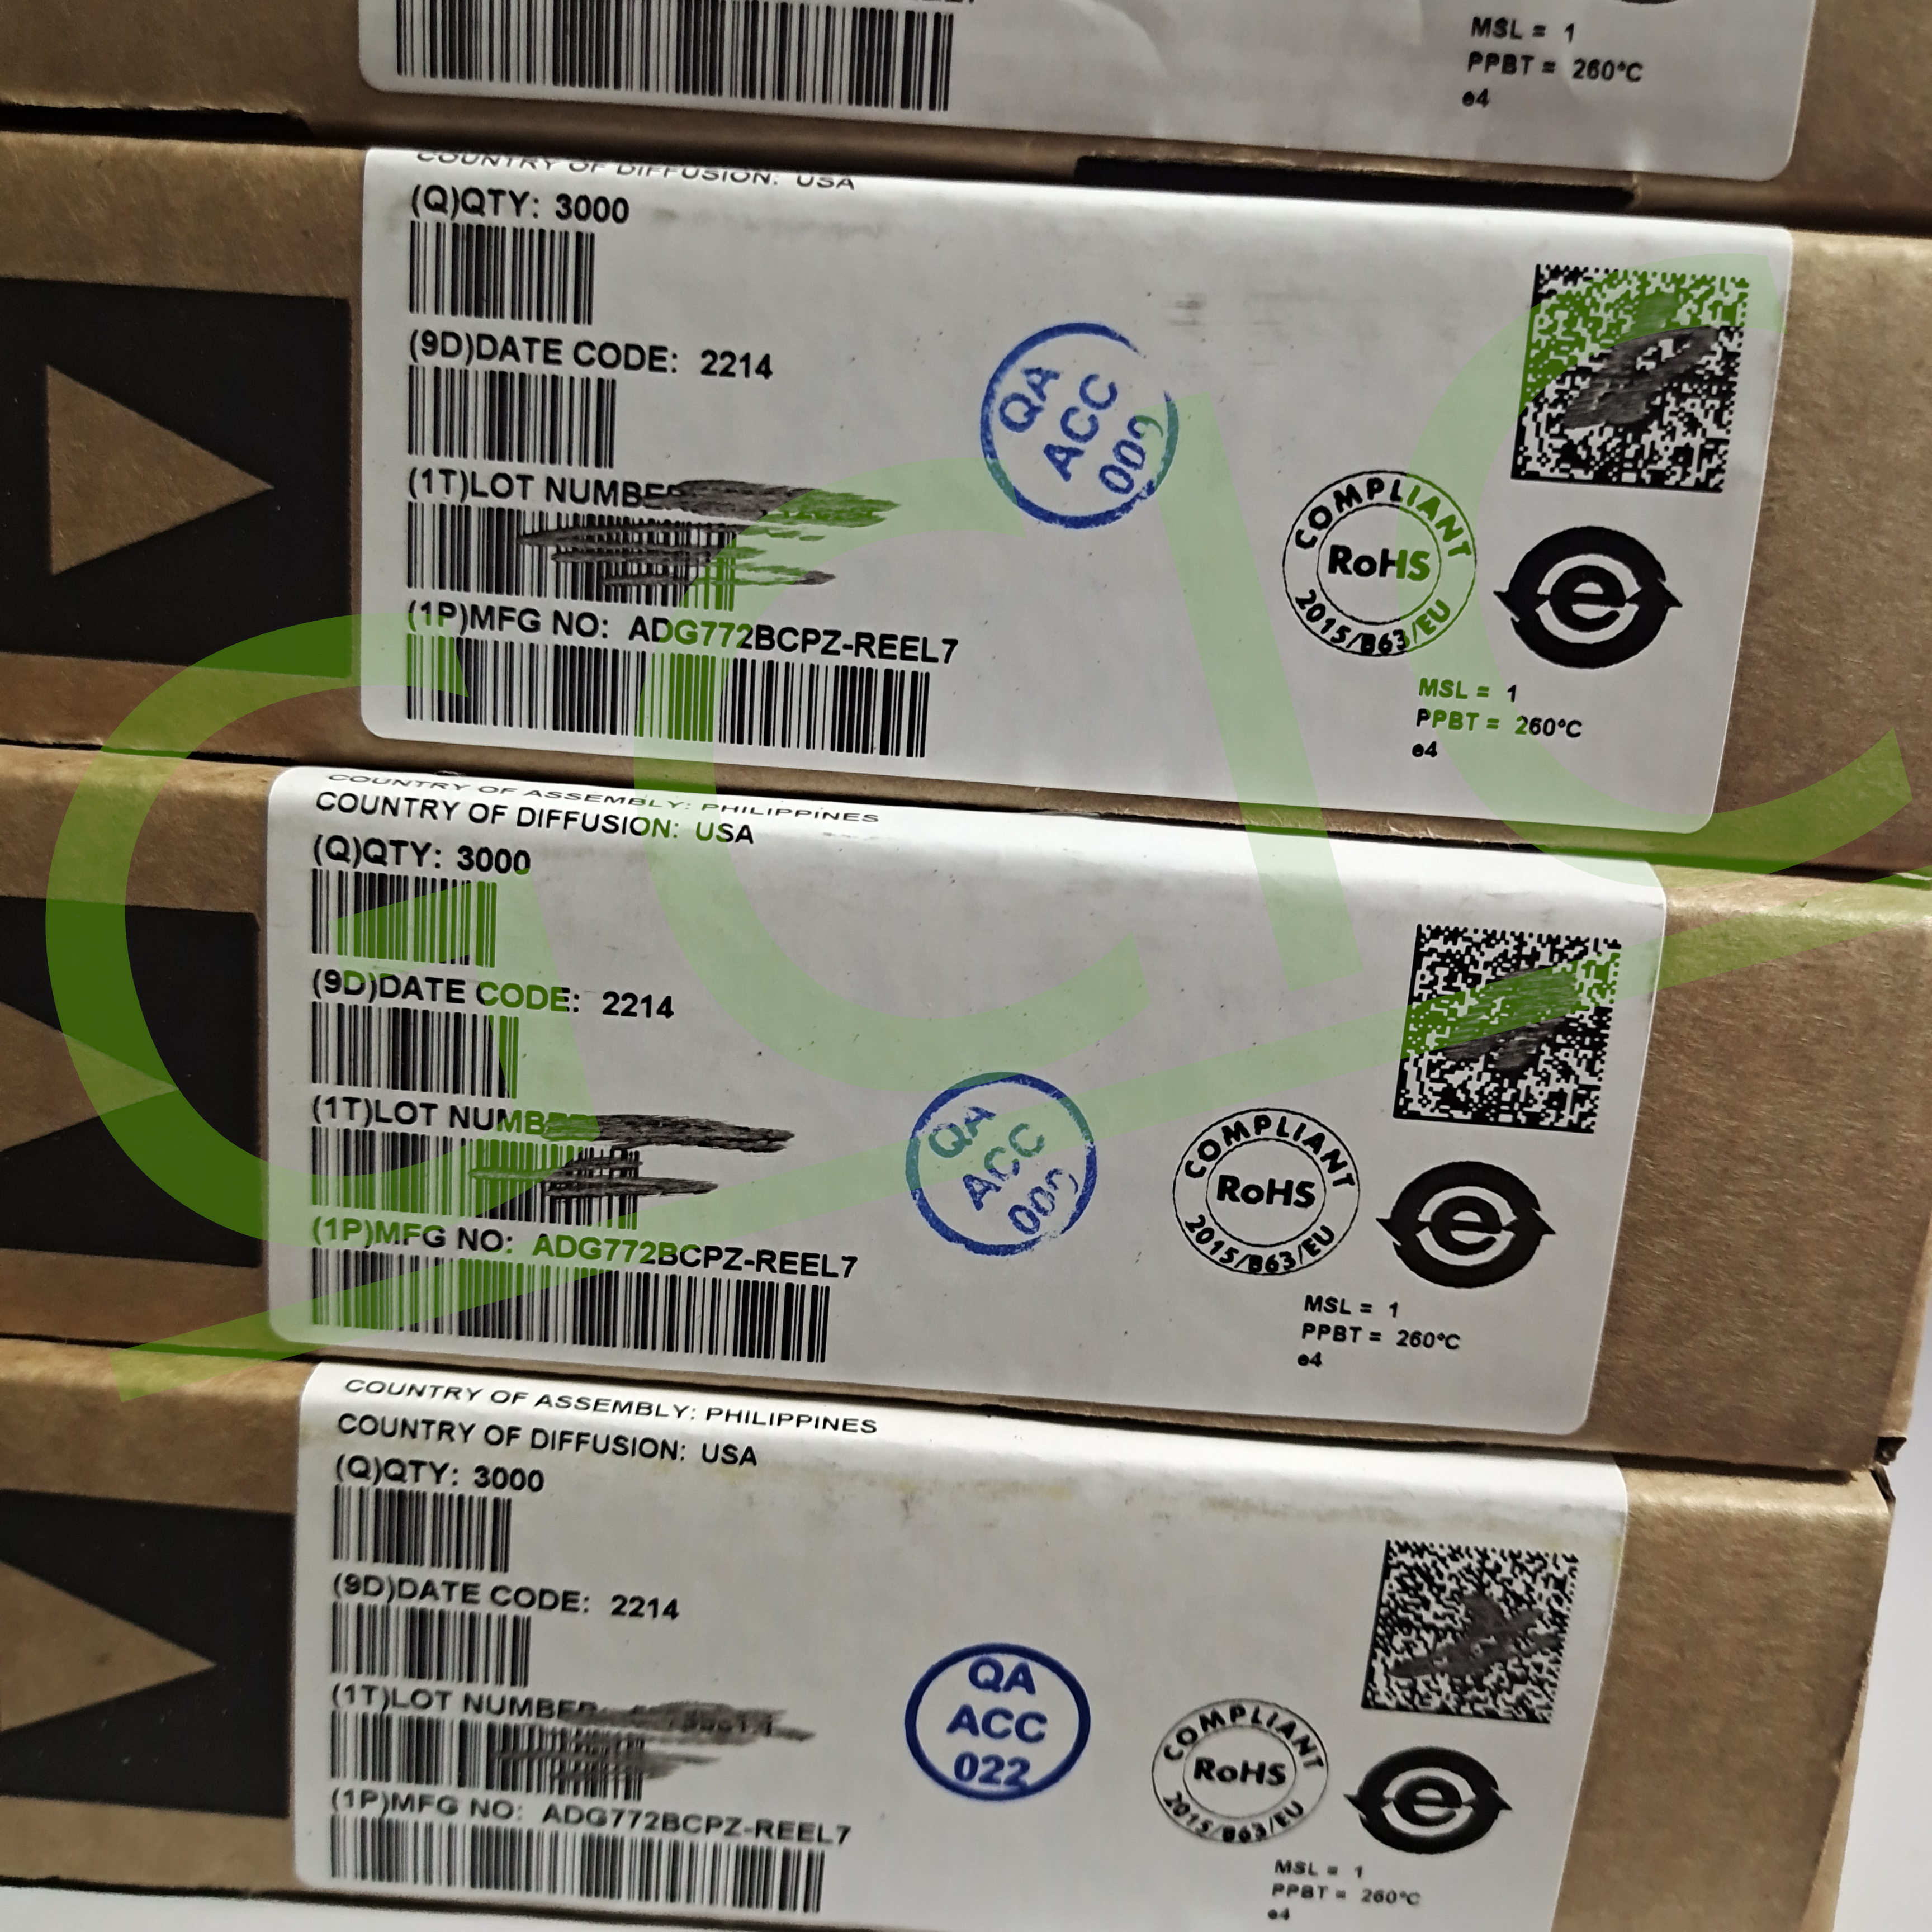 MSL = 1
PPBT = 260°C
e4
COUNTRY OF DIFFUSION: USA
(Q)QTY: 3000
(9D)DATE CODE: 2214
(1T)LOT NUMBER
(1P)MFG NO: ADG772BCPZ-REEL7
QA
ACC
009
COMPLIANT
RoHS
2015/863/EU
e
MSL = 1
PPBT = 260°C
e4
COUNTRY OF ASSEMBLY: PHILIPPINES
COUNTRY OF DIFFUSION: USA
(Q)QTY: 3000
(9D)DATE CODE: 2214
(1T)LOT NUMBER
(1P)MFG NO: ADG772BCPZ-REEL7
QA
ACC
009
COMPLIANT
RoHS
2015/863/EU
e
MSL = 1
PPBT = 260°C
e4
COUNTRY OF ASSEMBLY: PHILIPPINES
COUNTRY OF DIFFUSION: USA
(Q)QTY: 3000
(9D)DATE CODE: 2214
(1T)LOT NUMBER
(1P)MFG NO: ADG772BCPZ-REEL7
QA
ACC
022
COMPLIANT
RoHS
2015/863/EU
e
MSL = 1
PPBT = 260°C
e4